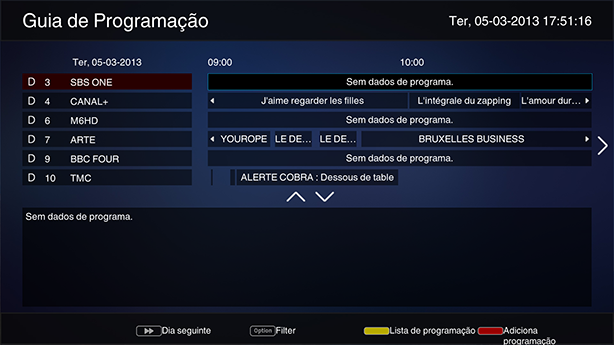 Guia de Programação Ter, 05-03-2013 17:51:16
Ter, 05-03-2013 09:00 10:00
D 3 SBS ONE Sem dados de programa.
D 4 CANAL+ J'aime regarder les filles L'intégrale du zapping L'amour dur...
D 6 M6HD Sem dados de programa.
D 7 ARTE YOUROPE LE DE... LE DE... BRUXELLES BUSINESS
D 9 BBC FOUR Sem dados de programa.
D 10 TMC ALERTE COBRA : Dessous de table
Sem dados de programa.
Dia seguinte Option Filter Lista de programação Adiciona
programação